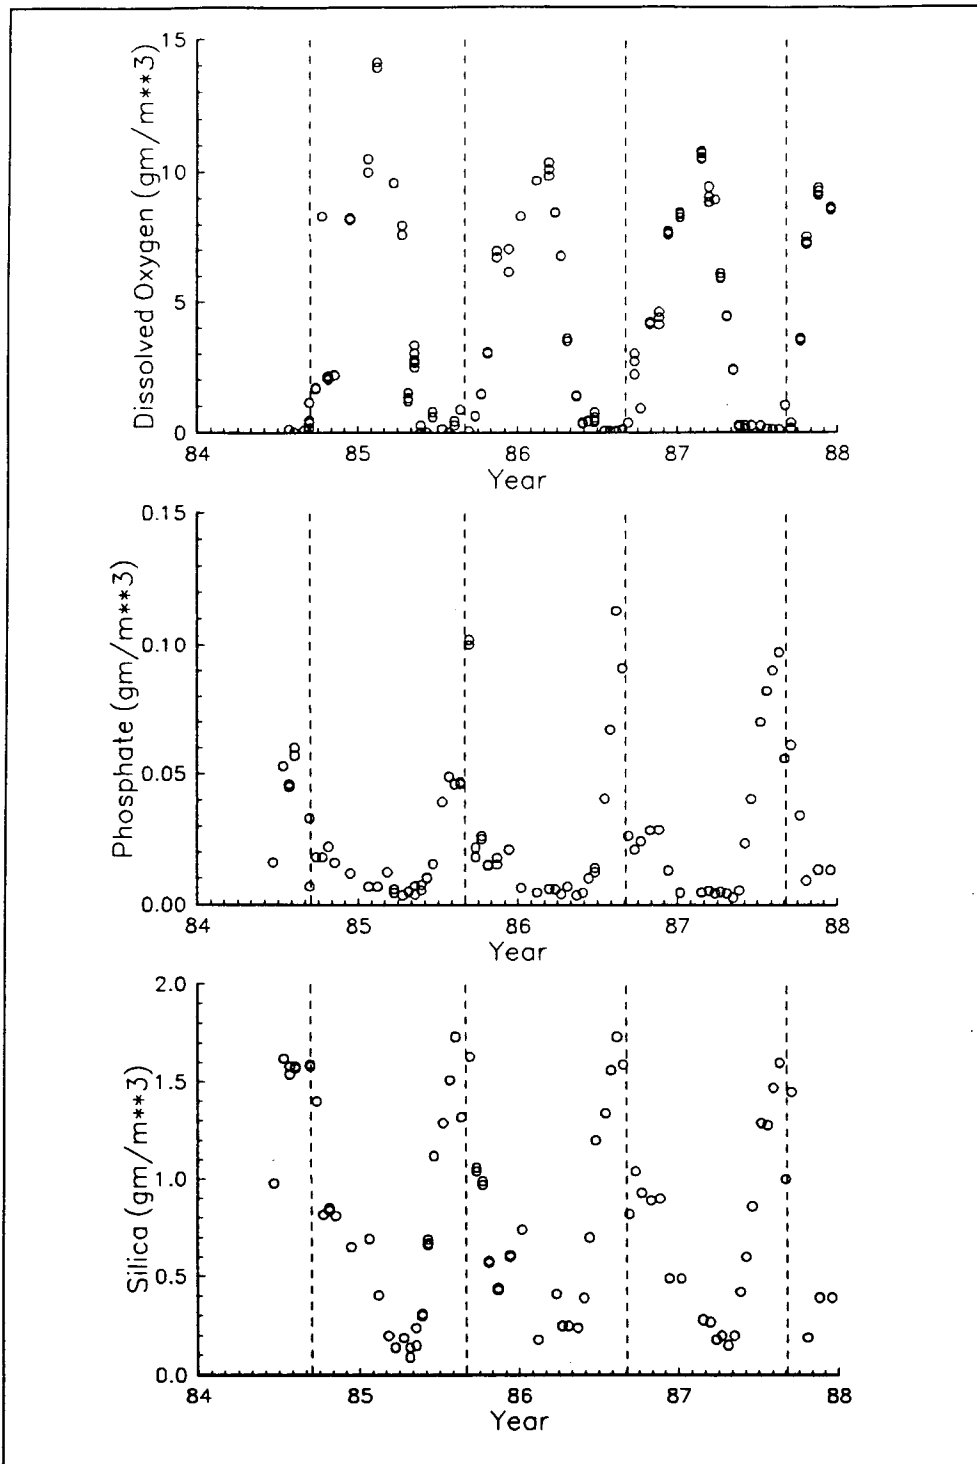 15
10
5
0
84 85 86 87 88
Year
Dissolved Oxygen (gm/m**3)
0.15
0.10
0.05
0.00
84 85 86 87 88
Year
Phosphate (gm/m**3)
2.0
1.5
1.0
0.5
0.0
84 85 86 87 88
Year
Silica (gm/m**3)